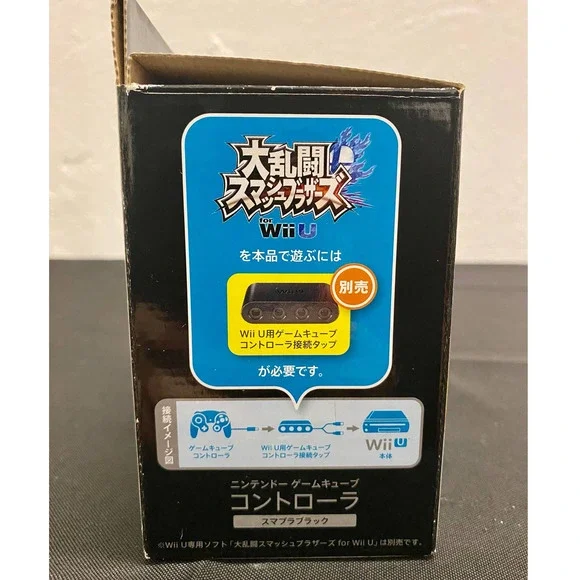 大乱闘
スマッシュブラザーズ
for
Wii U
を本品で遊ぶには
別売
Wii U用ゲームキューブ
コントローラ接続タップ
が必要です。
接続イメージ図
ゲームキューブ
コントローラ
Wii U用ゲームキューブ
コントローラ接続タップ
Wii U
本体
ニンテンドー ゲームキューブ
コントローラ
スマブラブラック
◎Wii U専用ソフト「大乱闘スマッシュブラザーズ for Wii U」は別売です。